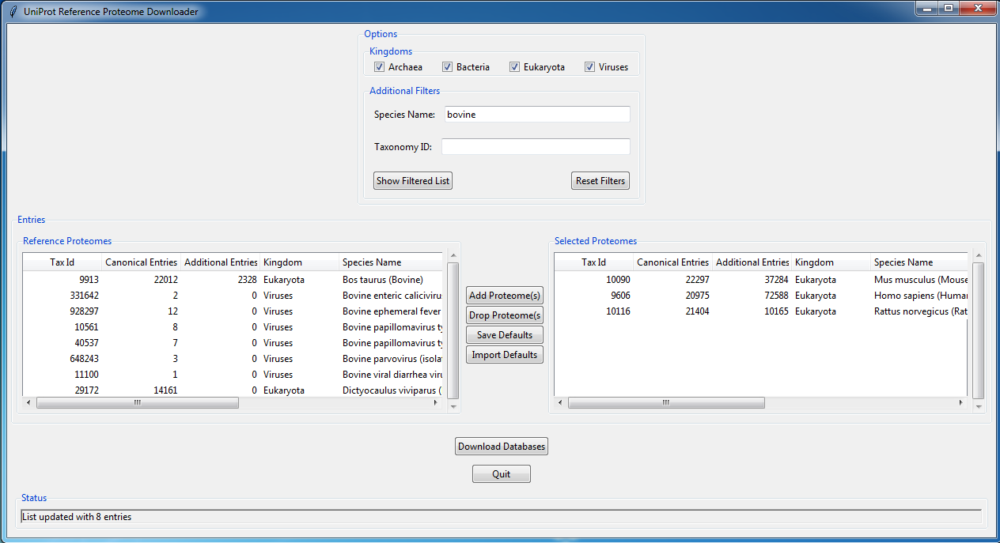 UniProt Reference Proteome Downloader
Options
Kingdoms
Archaea Bacteria Eukaryota Viruses
Additional Filters
Species Name: bovine
Taxonomy ID:
Show Filtered List Reset Filters
Entries
Reference Proteomes
Tax Id Canonical Entries Additional Entries Kingdom Species Name
9913 22012 2328 Eukaryota Bos taurus (Bovine)
331642 2 0 Viruses Bovine enteric calicivirus
928297 12 0 Viruses Bovine ephemeral fever
10561 8 0 Viruses Bovine papillomavirus ty
40537 7 0 Viruses Bovine papillomavirus ty
648243 3 0 Viruses Bovine parvovirus (isola
11100 1 0 Viruses Bovine viral diarrhea viru
29172 14161 0 Eukaryota Dictyocaulus viviparus (
Add Proteome(s)
Drop Proteome(s
Save Defaults
Import Defaults
Selected Proteomes
Tax Id Canonical Entries Additional Entries Kingdom Species Name
10090 22297 37284 Eukaryota Mus musculus (Mouse
9606 20975 72588 Eukaryota Homo sapiens (Human
10116 21404 10165 Eukaryota Rattus norvegicus (Rat
Download Databases
Quit
Status
List updated with 8 entries